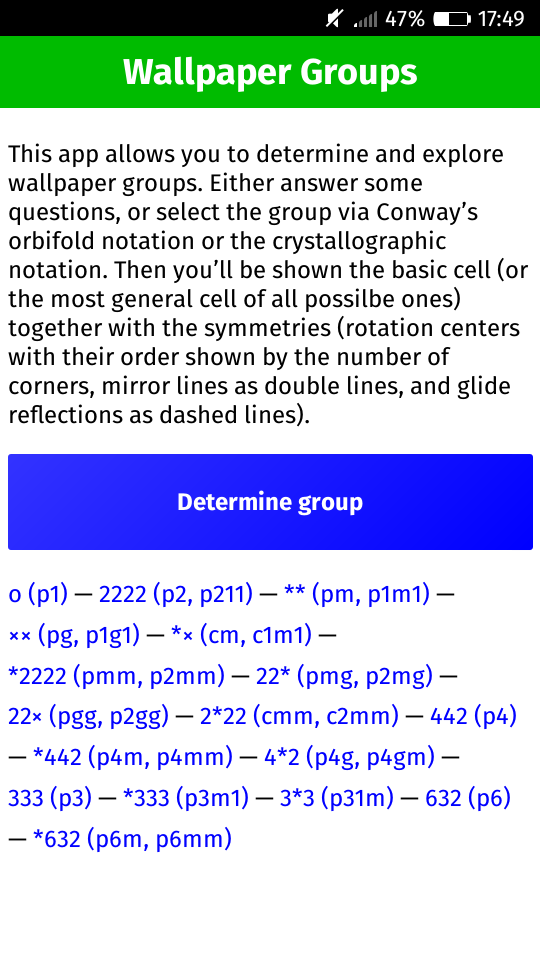 47% 17:49
Wallpaper Groups
This app allows you to determine and explore
wallpaper groups. Either answer some
questions, or select the group via Conway’s
orbifold notation or the crystallographic
notation. Then you’ll be shown the basic cell (or
the most general cell of all possilbe ones)
together with the symmetries (rotation centers
with their order shown by the number of
corners, mirror lines as double lines, and glide
reflections as dashed lines).
Determine group
o (p1) — 2222 (p2, p211) — ** (pm, p1m1) —
×× (pg, p1g1) — *× (cm, c1m1) —
*2222 (pmm, p2mm) — 22* (pmg, p2mg) —
22× (pgg, p2gg) — 2*22 (cmm, c2mm) — 442 (p4)
— *442 (p4m, p4mm) — 4*2 (p4g, p4gm) —
333 (p3) — *333 (p3m1) — 3*3 (p31m) — 632 (p6)
— *632 (p6m, p6mm)